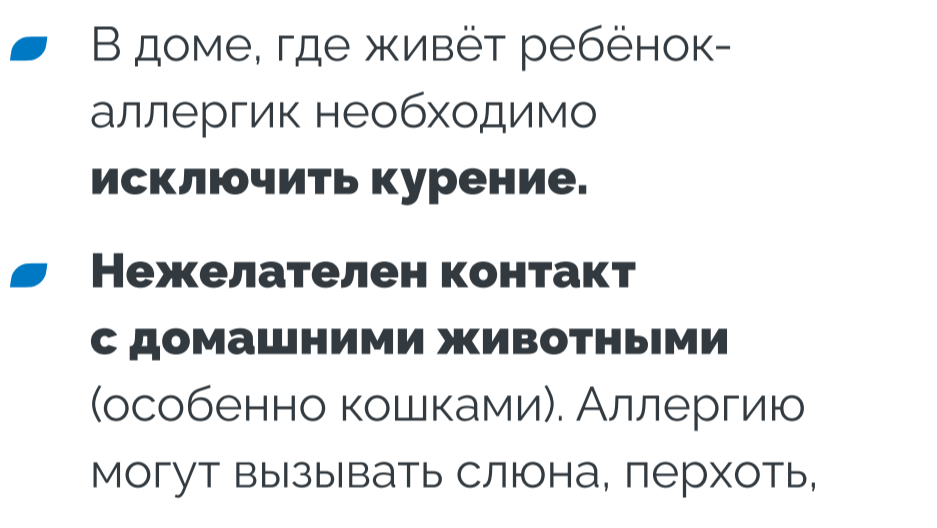 В доме, где живёт ребёнок-
аллергик необходимо
исключить курение.
Нежелателен контакт
с домашними животными
(особенно кошками). Аллергию
могут вызывать слюна, перхоть,